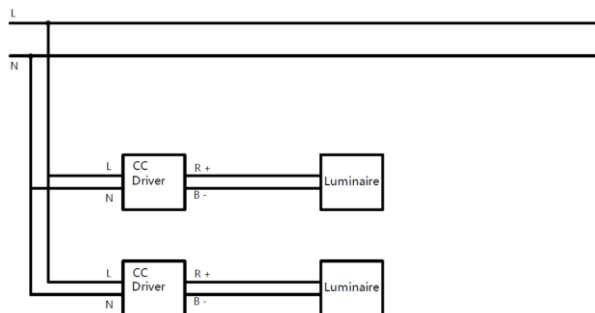 L
N
L
CC
Driver
R +
Luminaire
N
B -
L
CC
Driver
R +
Luminaire
N
B -